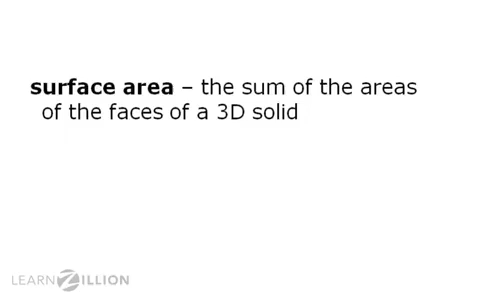 surface area – the sum of the areas
of the faces of a 3D solid
LEARNZILLION